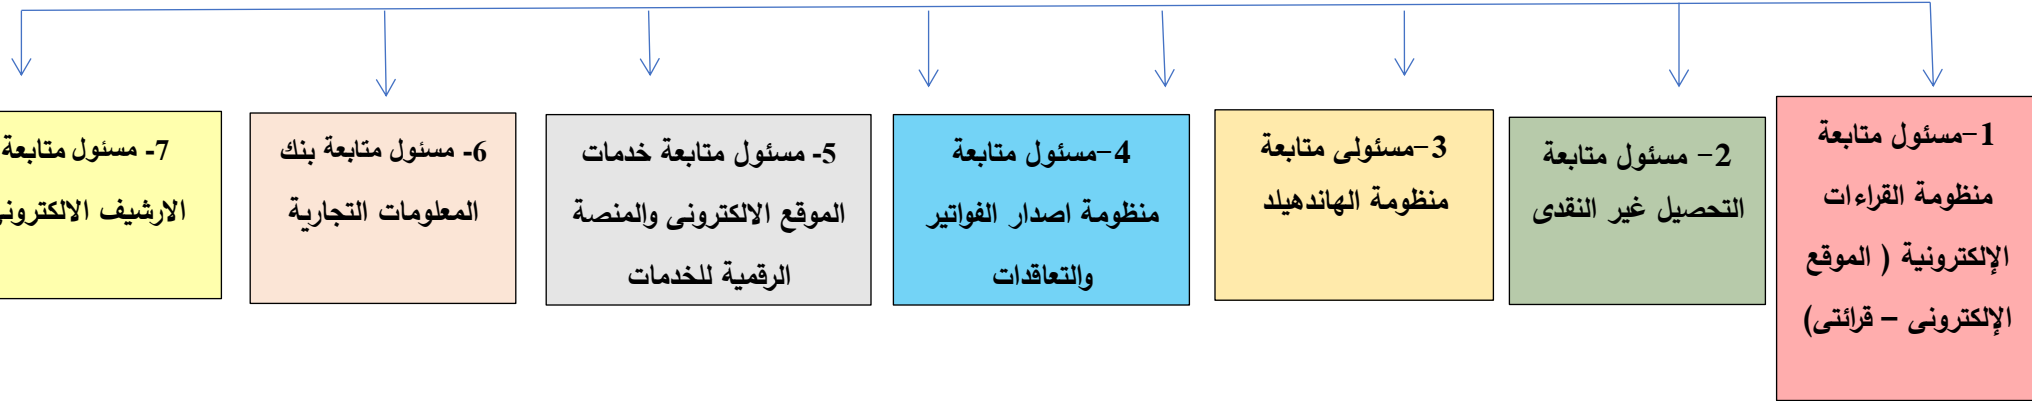 1-مسئول متابعة
منظومة القراءات
الإلكترونية ( الموقع
الإلكترونى – قرائتى)
2- مسئول متابعة
التحصيل غير النقدى
3-مسئولى متابعة
منظومة الهاندهيلد
4-مسئول متابعة
منظومة اصدار الفواتير
والتعاقدات
5- مسئول متابعة خدمات
الموقع الالكترونى والمنصة
الرقمية للخدمات
6- مسئول متابعة بنك
المعلومات التجارية
7- مسئول متابعة
الارشيف